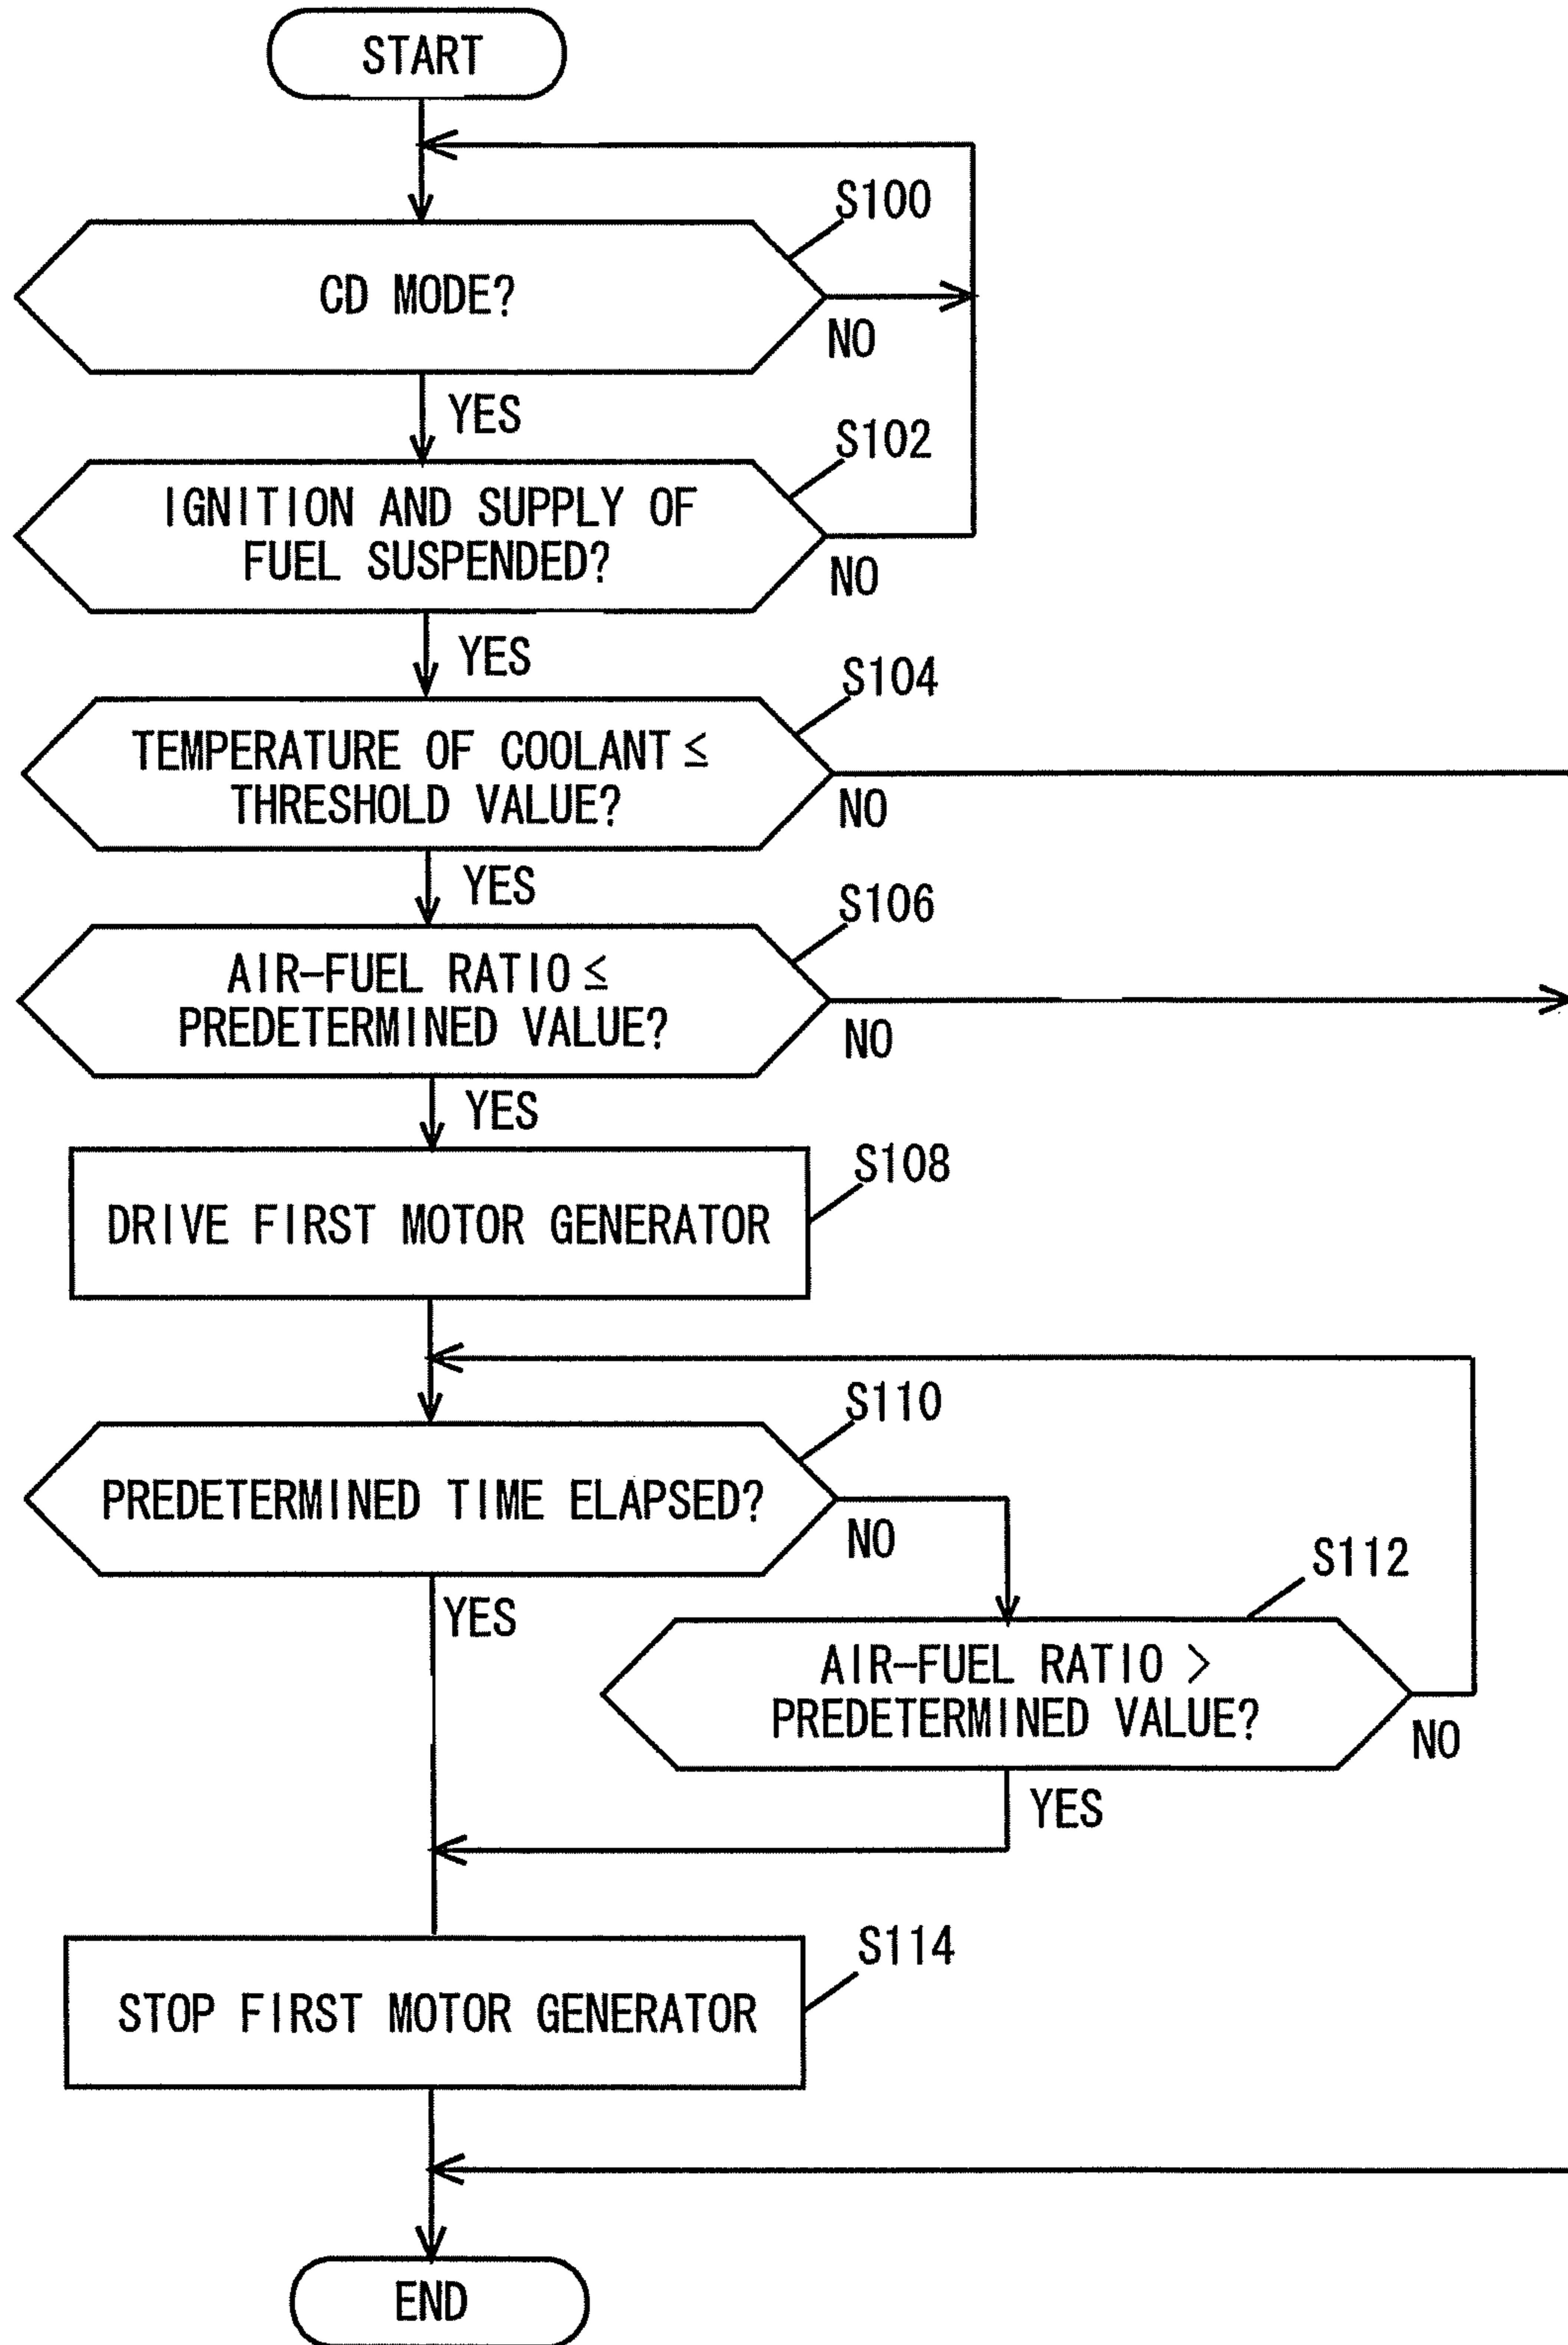 START
S100
CD MODE?
NO
YES
S102
IGNITION AND SUPPLY OF
FUEL SUSPENDED?
NO
YES
S104
TEMPERATURE OF COOLANT ≤
THRESHOLD VALUE?
NO
YES
S106
AIR-FUEL RATIO ≤
PREDETERMINED VALUE?
NO
YES
S108
DRIVE FIRST MOTOR GENERATOR
S110
PREDETERMINED TIME ELAPSED?
NO
S112
YES
AIR-FUEL RATIO >
PREDETERMINED VALUE?
NO
YES
S114
STOP FIRST MOTOR GENERATOR
END